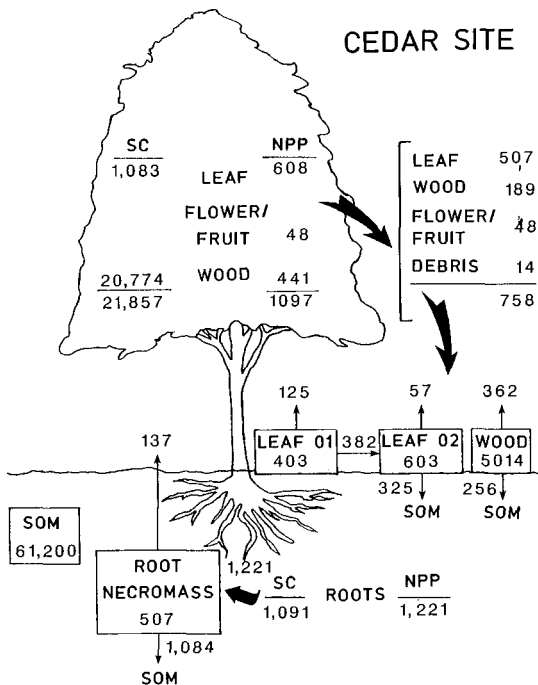 CEDAR SITE
SC NPP
1,083 608
LEAF
FLOWER/
FRUIT 48
20,774 WOOD 441
21,857 1097
LEAF 507
WOOD 189
FLOWER/
FRUIT 48
DEBRIS 14
758
125 57 362
137
LEAF 01 382 LEAF 02 WOOD
403 603 5014
325 256
SOM SOM
SOM
61,200
ROOT
NECROMASS
507
1,221
SC ROOTS NPP
1,091 1,221
1,084
SOM